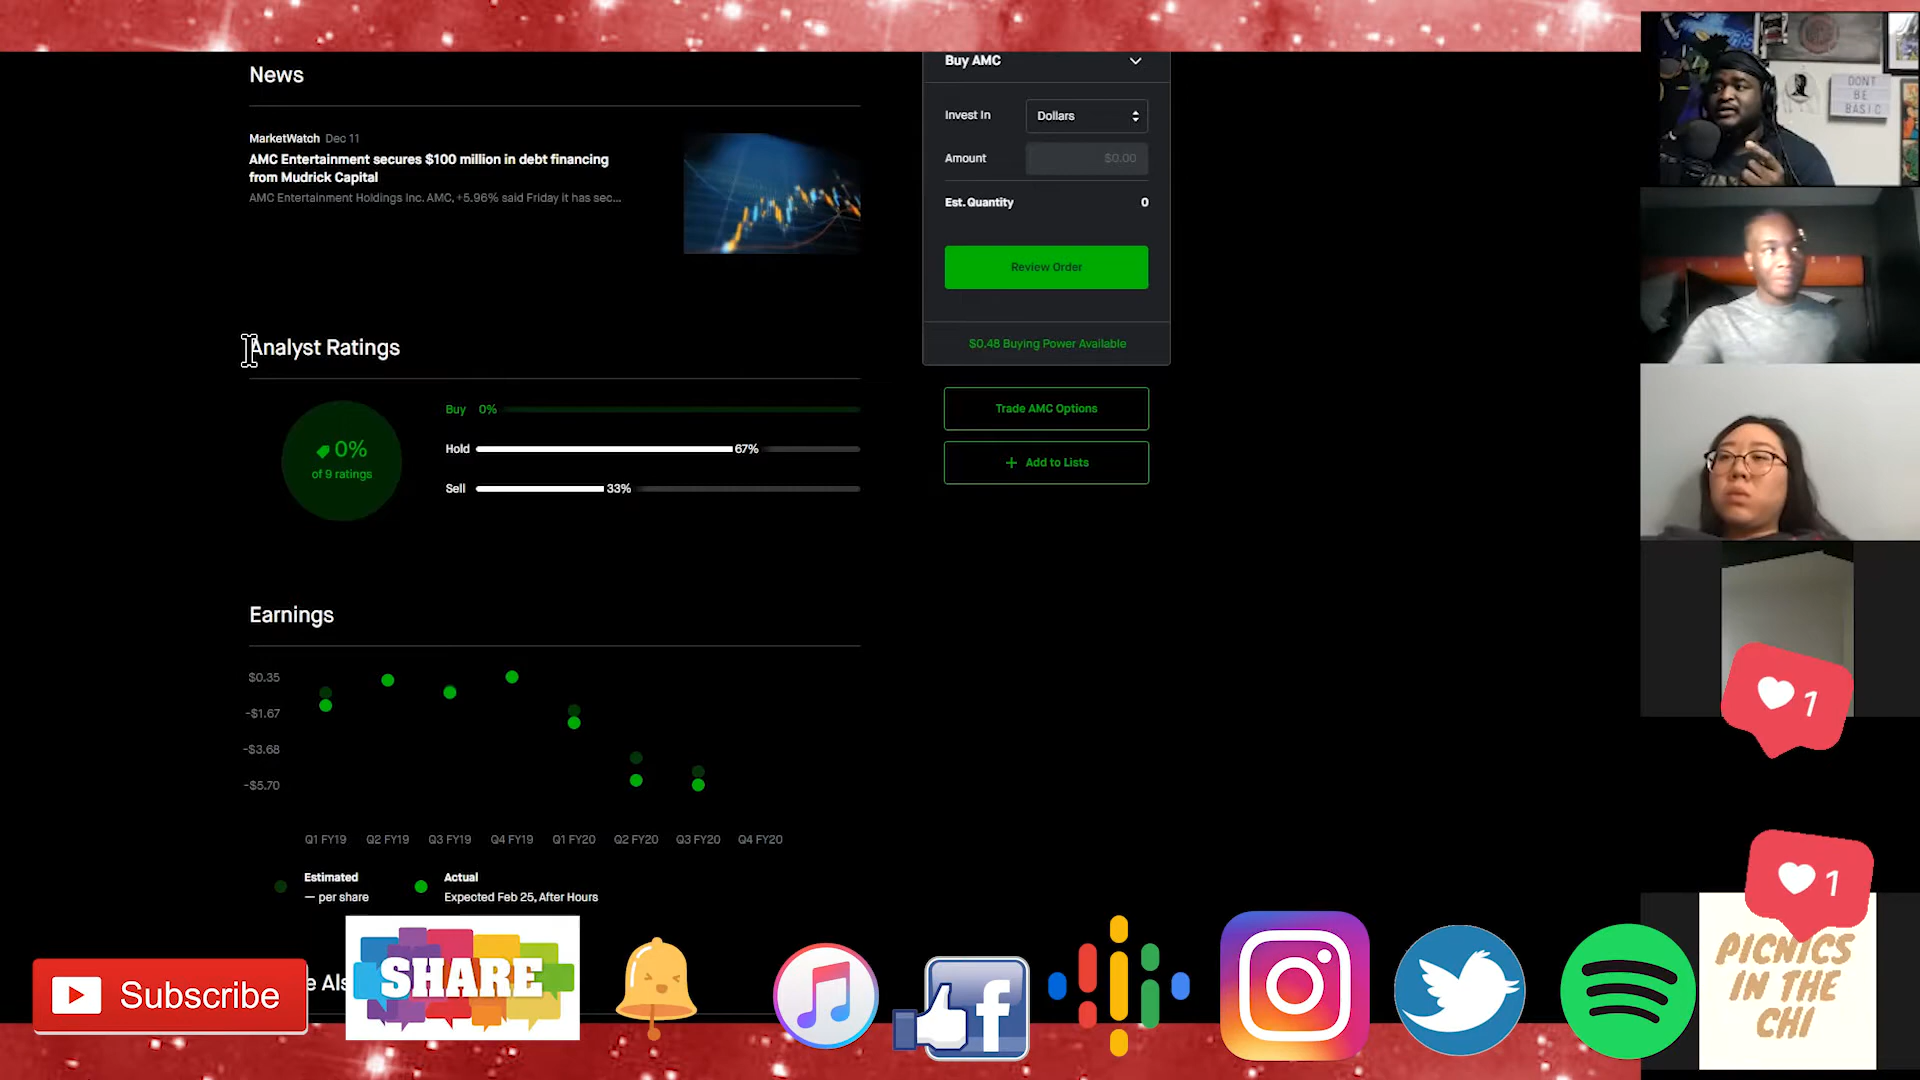 News
MarketWatch Dec 11
AMC Entertainment secures $100 million in debt financing
from Mudrick Capital
AMC Entertainment Holdings Inc. AMC, +5.96% said Friday it has sec...
Buy AMC
Invest In Dollars
Amount $0.00
Est. Quantity 0
Review Order
$0.48 Buying Power Available
Trade AMC Options
+ Add to Lists
Analyst Ratings
0%
of 9 ratings
Buy 0%
Hold 67%
Sell 33%
Earnings
$0.35
-$1.67
-$3.68
-$5.70
Q1 FY19 Q2 FY19 Q3 FY19 Q4 FY19 Q1 FY20 Q2 FY20 Q3 FY20 Q4 FY20
Estimated
— per share
Actual
Expected Feb 25, After Hours
e Als
Subscribe
SHARE
f
DONT
BE
BASIC
1
1
PICNICS
IN THE
CHI